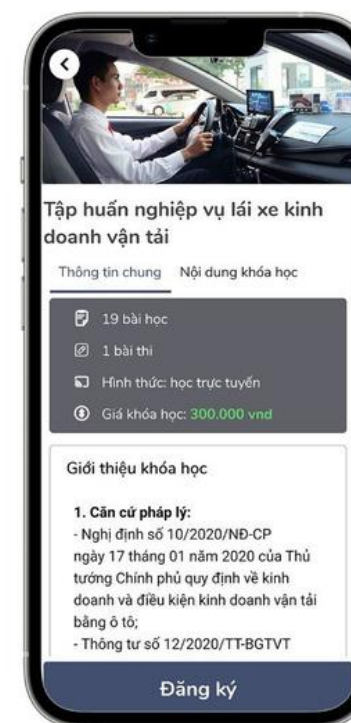 Tập huấn nghiệp vụ lái xe kinh
doanh vận tải
Thông tin chung Nội dung khóa học
19 bài học
1 bài thi
Hình thức: học trực tuyến
Giá khóa học: 300.000 vnd
Giới thiệu khóa học
1. Căn cứ pháp lý:
- Nghị định số 10/2020/NĐ-CP
ngày 17 tháng 01 năm 2020 của Thủ
tướng Chính phủ quy định về kinh
doanh và điều kiện kinh doanh vận tải
bằng ô tô;
- Thông tư số 12/2020/TT-BGTVT
Đăng ký